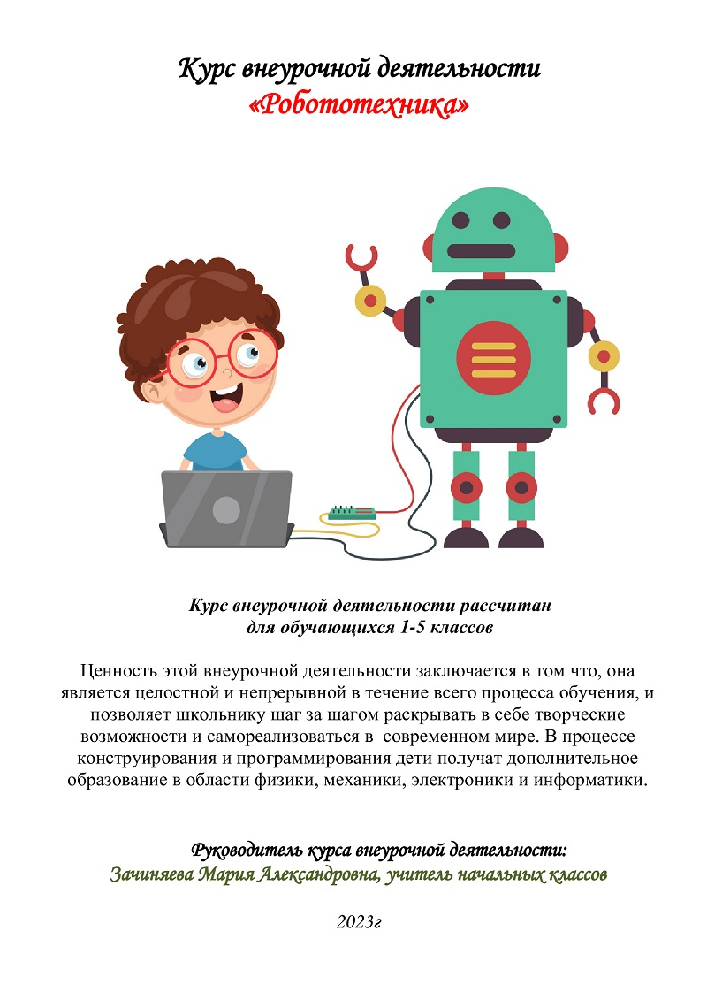 Курс внеурочной деятельности
«Робототехника»
Курс внеурочной деятельности рассчитан
для обучающихся 1-5 классов
Ценность этой внеурочной деятельности заключается в том что, она
является целостной и непрерывной в течение всего процесса обучения, и
позволяет школьнику шаг за шагом раскрывать в себе творческие
возможности и самореализоваться в  современном мире. В процессе
конструирования и программирования дети получат дополнительное
образование в области физики, механики, электроники и информатики.
Руководитель курса внеурочной деятельности:
Зачиняева Мария Александровна, учитель начальных классов
2023г